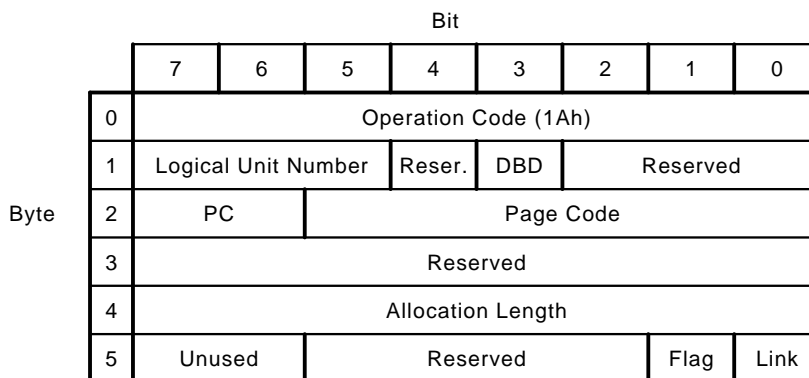 Bit
7 6 5 4 3 2 1 0
0 Operation Code (1Ah)
1 Logical Unit Number Reser. DBD Reserved
Byte 2 PC Page Code
3 Reserved
4 Allocation Length
5 Unused Reserved Flag Link